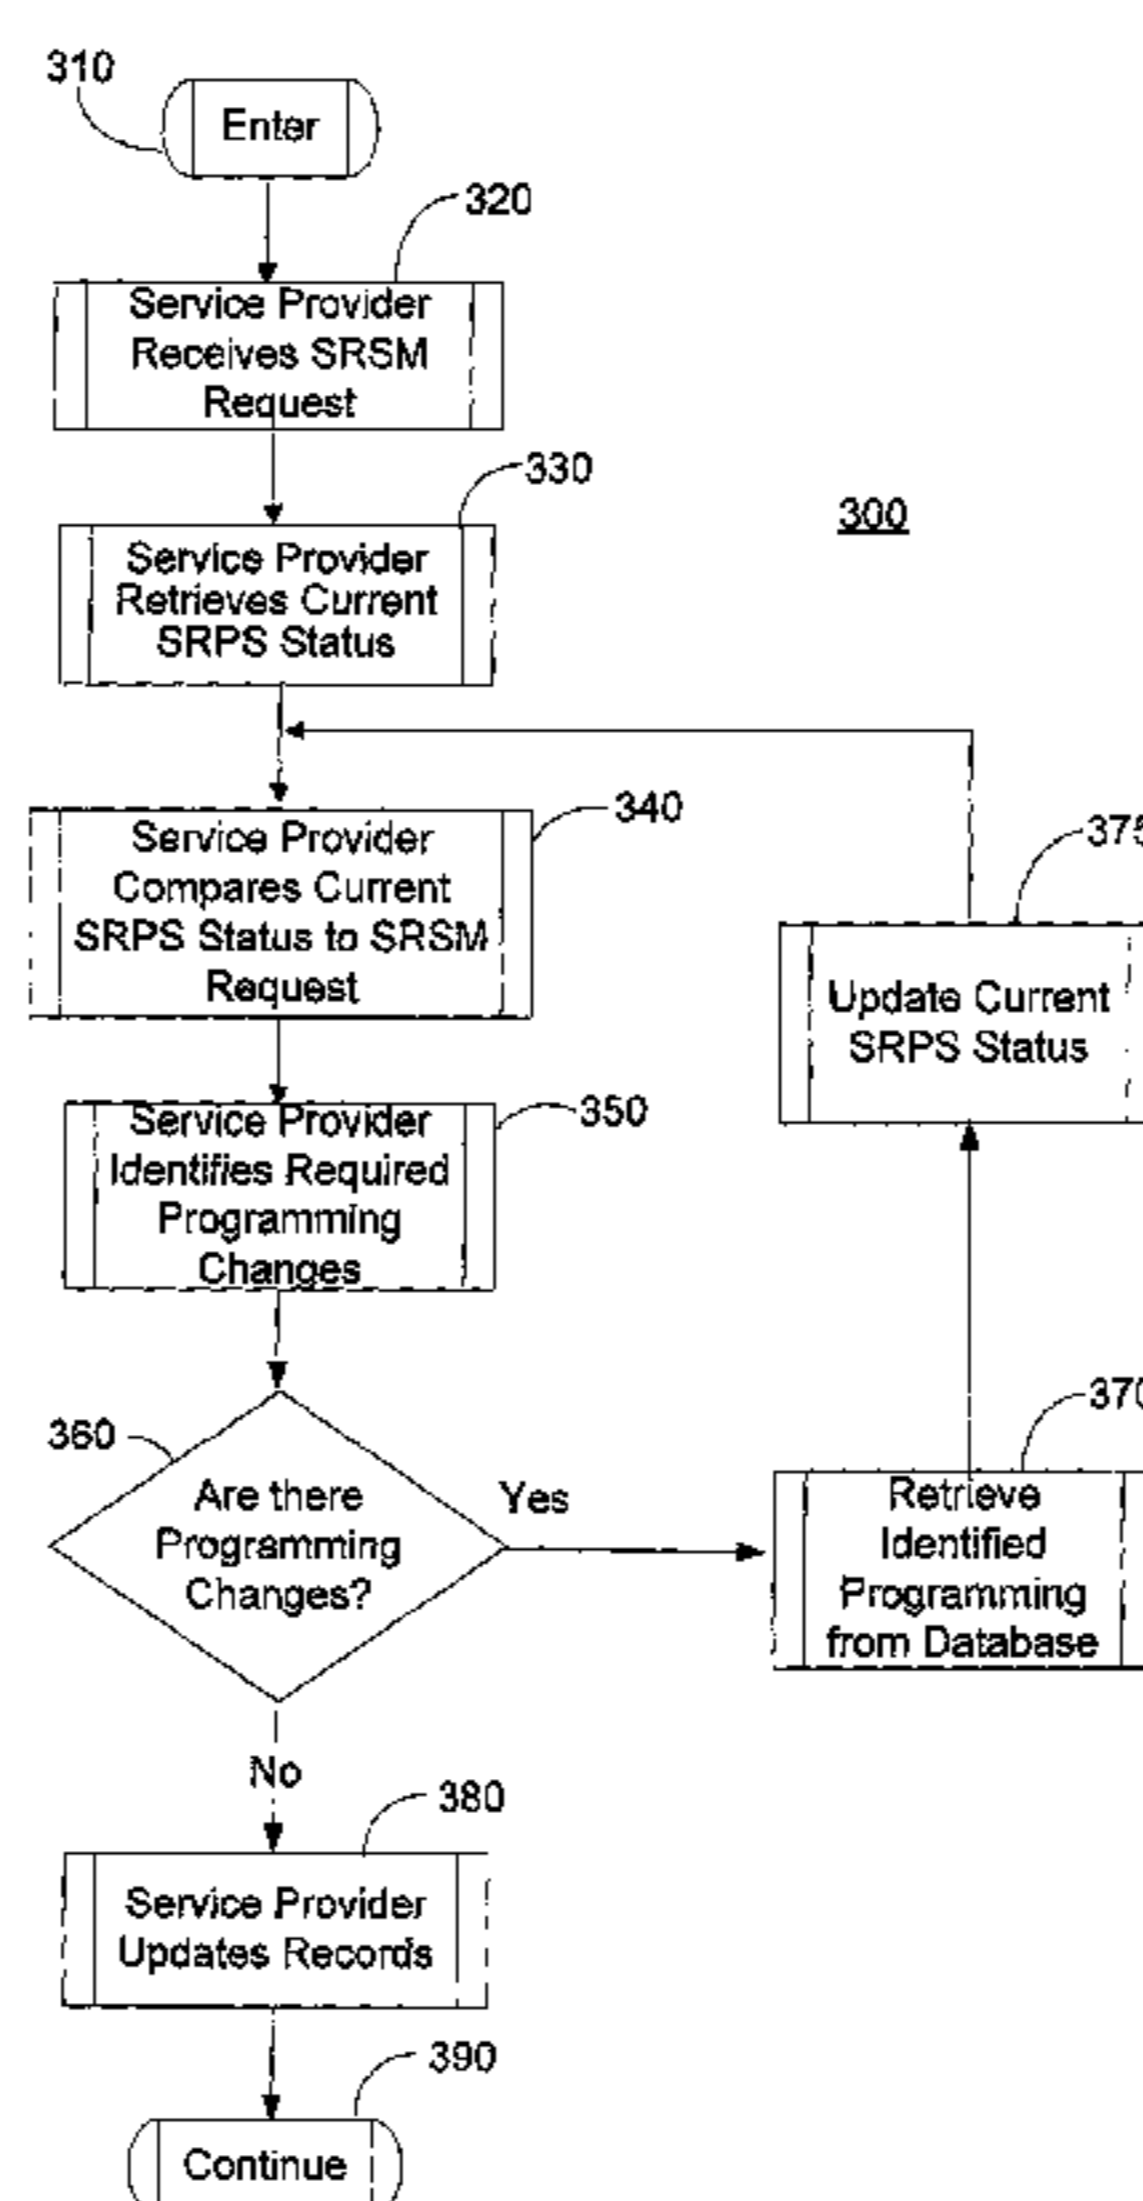 310
Enter
320
Service Provider
Receives SRSM
Request
330
Service Provider
Retrieves Current
SRPS Status
300
340
Service Provider
Compares Current
SRPS Status to SRSM
Request
375
Update Current
SRPS Status
350
Service Provider
Identifies Required
Programming
Changes
360
Are there
Programming
Changes?
Yes
370
Retrieve
Identified
Programming
from Database
No
380
Service Provider
Updates Records
390
Continue